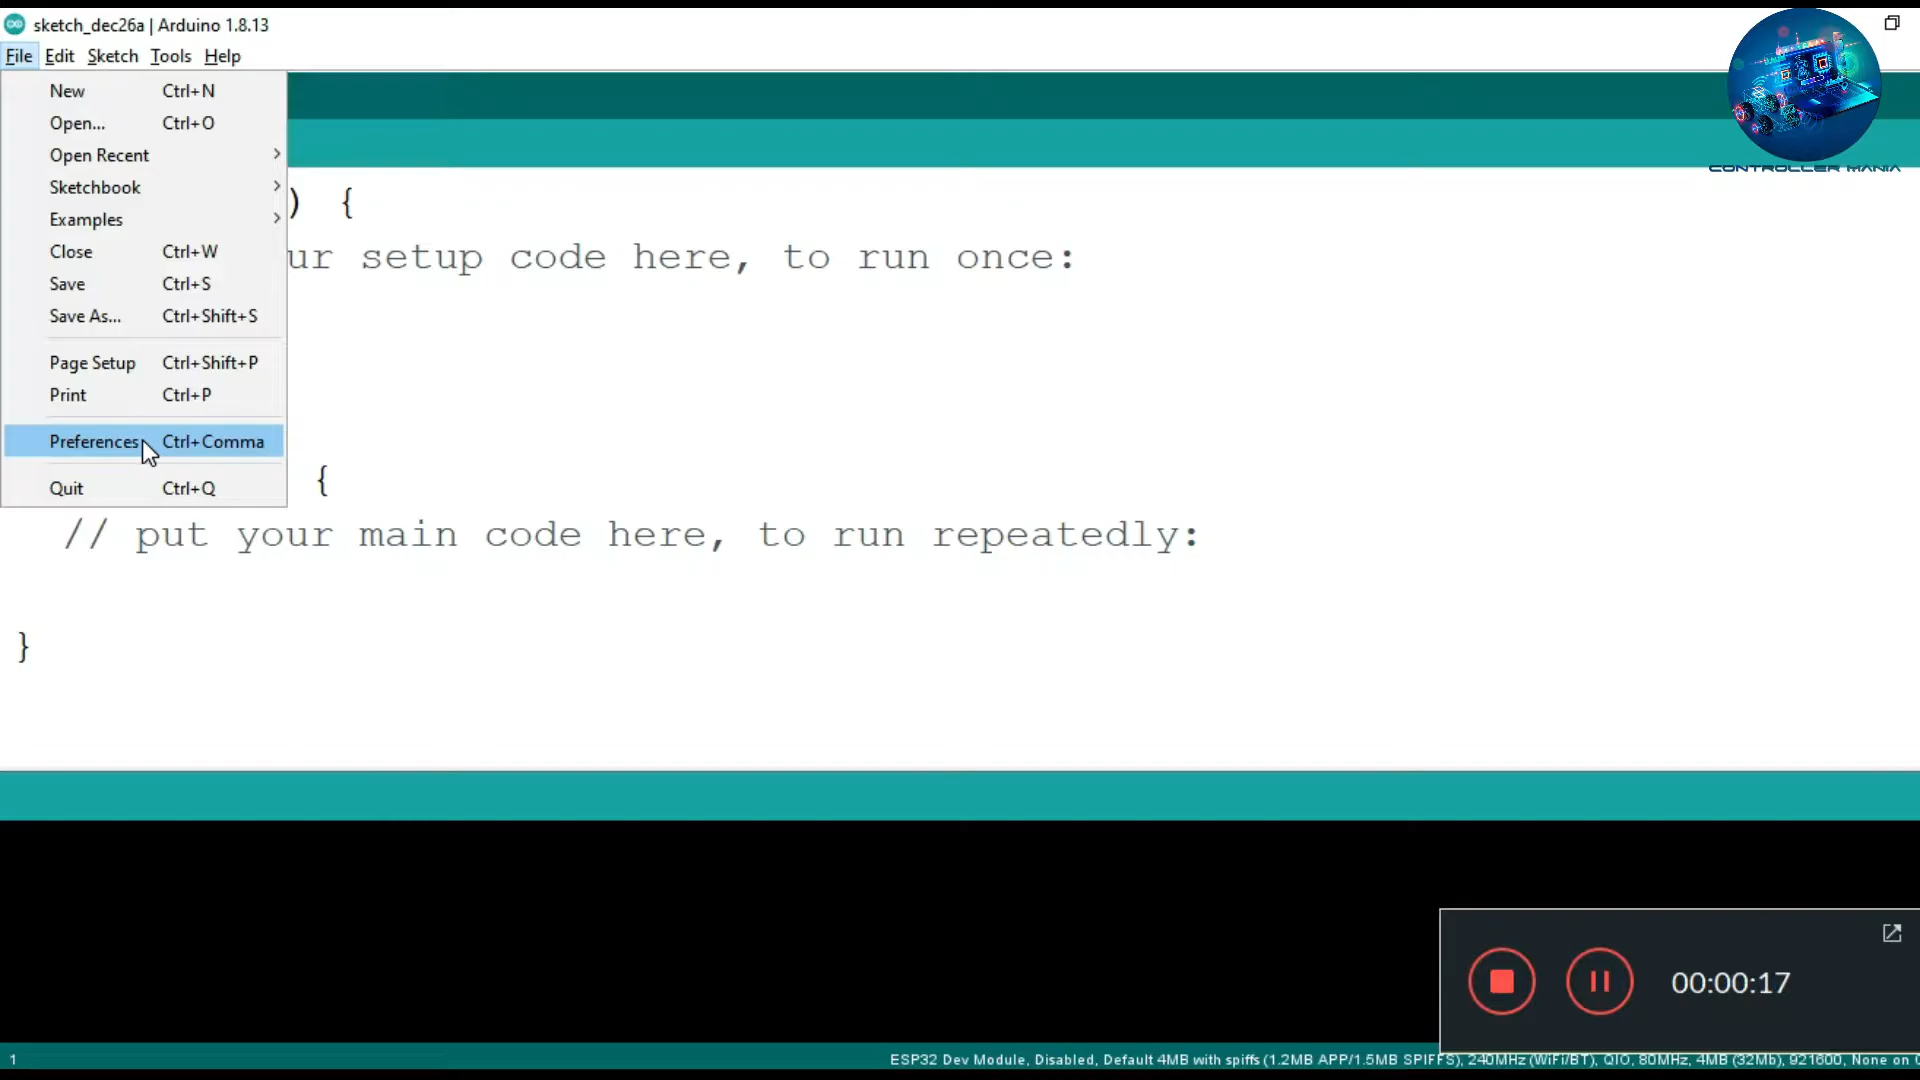 sketch_dec26a | Arduino 1.8.13
File Edit Sketch Tools Help
New Ctrl+N
Open... Ctrl+O
Open Recent
Sketchbook
Examples
Close Ctrl+W
Save Ctrl+S
Save As... Ctrl+Shift+S
Page Setup Ctrl+Shift+P
Print Ctrl+P
Preferences Ctrl+Comma
Quit Ctrl+Q
) {
ur setup code here, to run once:
{
// put your main code here, to run repeatedly:
}
CONTROLLER MANIA
00:00:17
1
ESP32 Dev Module, Disabled, Default 4MB with spiffs (1.2MB APP/1.5MB SPIFFS), 240MHz (WiFi/BT), QIO, 80MHz, 4MB (32Mb), 921600, None on